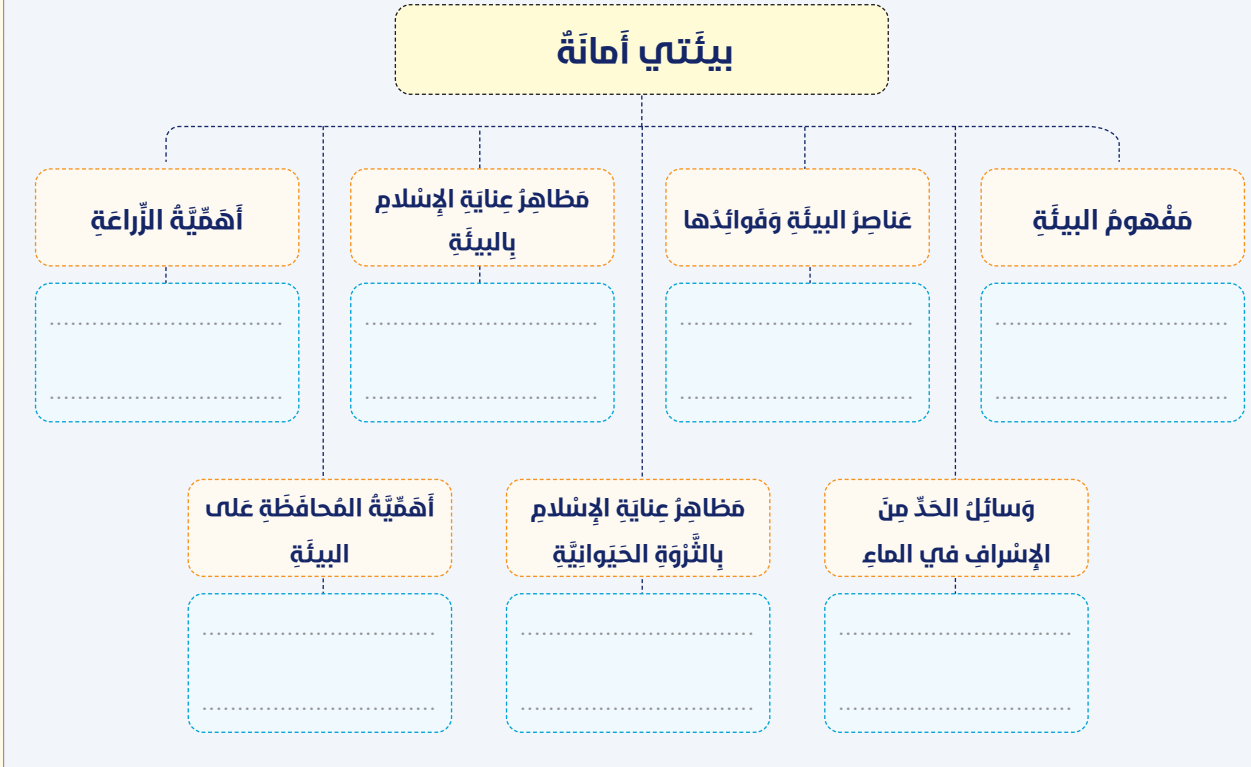 بيئَتي أَمانَةٌ
مَفْهومُ البيئَةِ
عَناصِرُ البيئَةِ وَفَوائِدُها
مَظاهِرُ عِنايَةِ الإِسْلامِ
بِالبيئَةِ
أَهَمِّيَّةُ الزِّراعَةِ
وَسائِلُ الحَدِّ مِنَ
الإِسْرافِ في الماءِ
مَظاهِرُ عِنايَةِ الإِسْلامِ
بِالثَّرْوَةِ الحَيَوانِيَّةِ
أَهَمِّيَّةُ المُحافَظَةِ عَلى
البيئَةِ